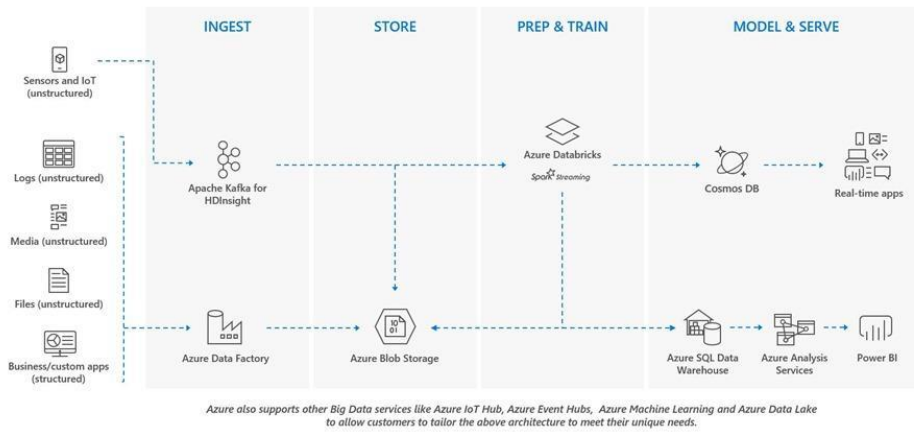 INGEST
STORE
PREP & TRAIN
MODEL & SERVE
Sensors and IoT
(unstructured)
Logs (unstructured)
Media (unstructured)
Files (unstructured)
Business/custom apps
(structured)
Apache Kafka for
HDInsight
Azure Databricks
Spark Streaming
Cosmos DB
Real-time apps
Azure Data Factory
10
01
Azure Blob Storage
Azure SQL Data
Warehouse
Azure Analysis
Services
Power BI
Azure also supports other Big Data services like Azure IoT Hub, Azure Event Hubs, Azure Machine Learning and Azure Data Lake
to allow customers to tailor the above architecture to meet their unique needs.